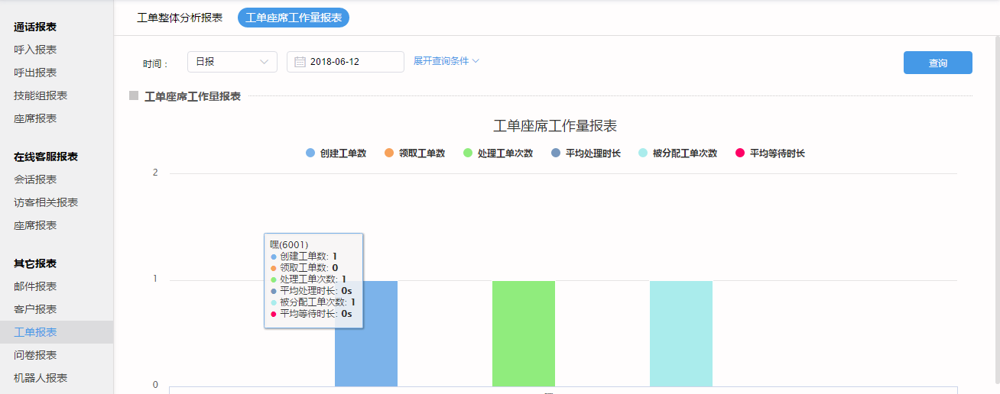 通话报表
呼入报表
呼出报表
技能组报表
座席报表
在线客服报表
会话报表
访客相关报表
座席报表
其它报表
邮件报表
客户报表
工单报表
问卷报表
机器人报表
工单整体分析报表 工单座席工作量报表
时间： 日报 2018-06-12 展开查询条件 查询
工单座席工作量报表
工单座席工作量报表
创建工单数 领取工单数 处理工单次数 平均处理时长 被分配工单次数 平均等待时长
2
1
0
嘿(6001)
创建工单数: 1
领取工单数: 0
处理工单次数: 1
平均处理时长: 0s
被分配工单次数: 1
平均等待时长: 0s